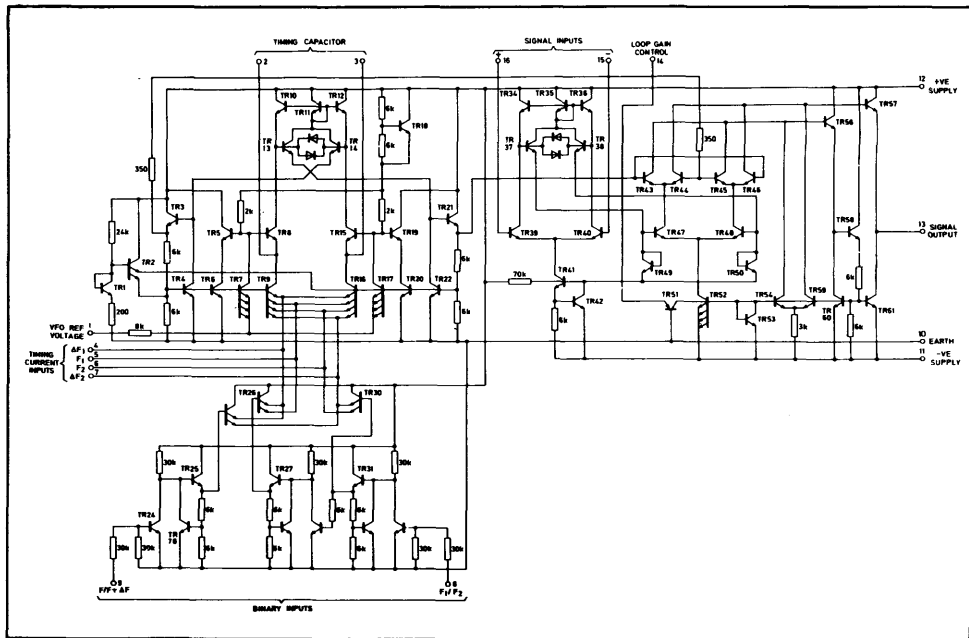 TIMING CAPACITOR
SIGNAL INPUTS
LOOP GAIN
CONTROL
2
3
+
16
15
−
14
12
+VE
SUPPLY
TR10
TR12
TR11
6k
TR18
6k
TR
13
TR
14
350
TR34
TR35
TR36
TR
37
TR
38
350
TR57
TR56
TR43
TR44
TR45
TR46
2k
2k
TR3
24k
TR2
TR1
200
6k
6k
TR5
TR8
TR15
TR19
TR21
6k
6k
TR4
TR6
TR7
TR9
TR16
TR17
TR20
TR22
TR39
TR40
TR47
TR48
TR58
13
SIGNAL
OUTPUT
TR49
TR50
6k
70k
TR41
TR42
6k
TR51
TR52
TR53
TR54
TR59
3k
TR
60
6k
TR61
VFO REF
VOLTAGE
1
8k
10
EARTH
11
-VE
SUPPLY
TIMING
CURRENT
INPUTS
ΔF1
4
F1
5
F2
6
ΔF2
7
TR26
TR30
30k
TR25
TR27
30k
TR31
30k
6k
6k
6k
6k
TR24
TR
78
6k
6k
6k
30k
30k
30k
30k
9
F/F+ΔF
8
F1/F2
BINARY INPUTS